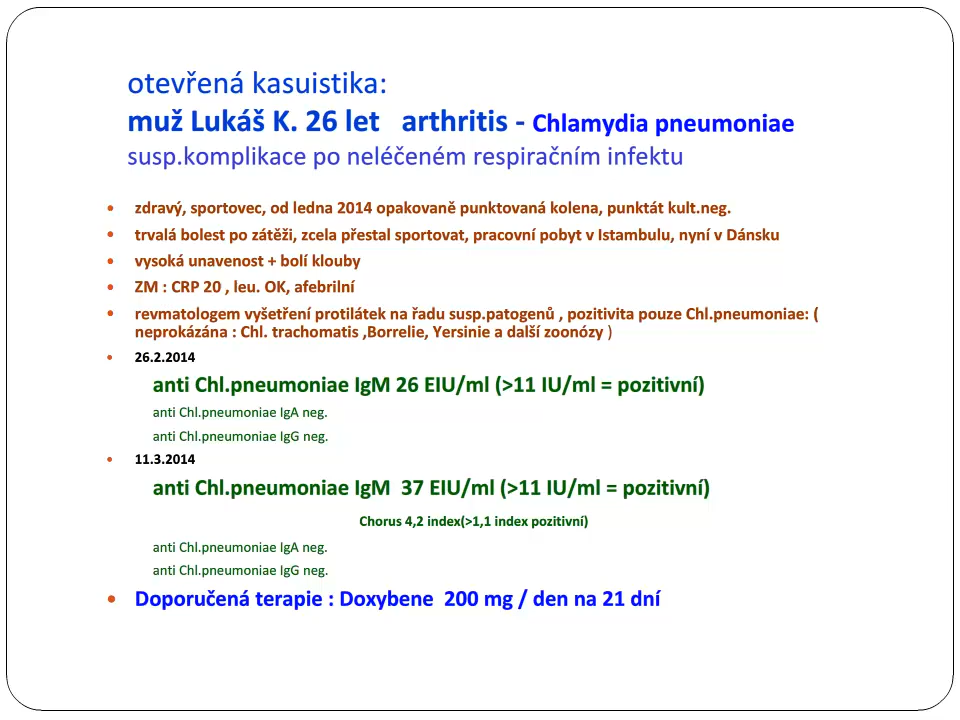 otevřená kasuistika:
muž Lukáš K. 26 let arthritis - Chlamydia pneumoniae
susp.komplikace po neléčeném respiračním infektu
• zdravý, sportovec, od ledna 2014 opakovaně punktovaná kolena, punktát kult.neg.
• trvalá bolest po zátěži, zcela přestal sportovat, pracovní pobyt v Istambulu, nyní v Dánsku
• vysoká unavenost + bolí klouby
• ZM : CRP 20 , leu. OK, afebrilní
• revmatologem vyšetření protilátek na řadu susp.patogenů , pozitivita pouze Chl.pneumoniae: (
neprokázána : Chl. trachomatis ,Borrelie, Yersinie a další zoonózy )
• 26.2.2014
anti Chl.pneumoniae IgM 26 EIU/ml (>11 IU/ml = pozitivní)
anti Chl.pneumoniae IgA neg.
anti Chl.pneumoniae IgG neg.
• 11.3.2014
anti Chl.pneumoniae IgM 37 EIU/ml (>11 IU/ml = pozitivní)
Chorus 4,2 index(>1,1 index pozitivní)
anti Chl.pneumoniae IgA neg.
anti Chl.pneumoniae IgG neg.
• Doporučená terapie : Doxybene 200 mg / den na 21 dní